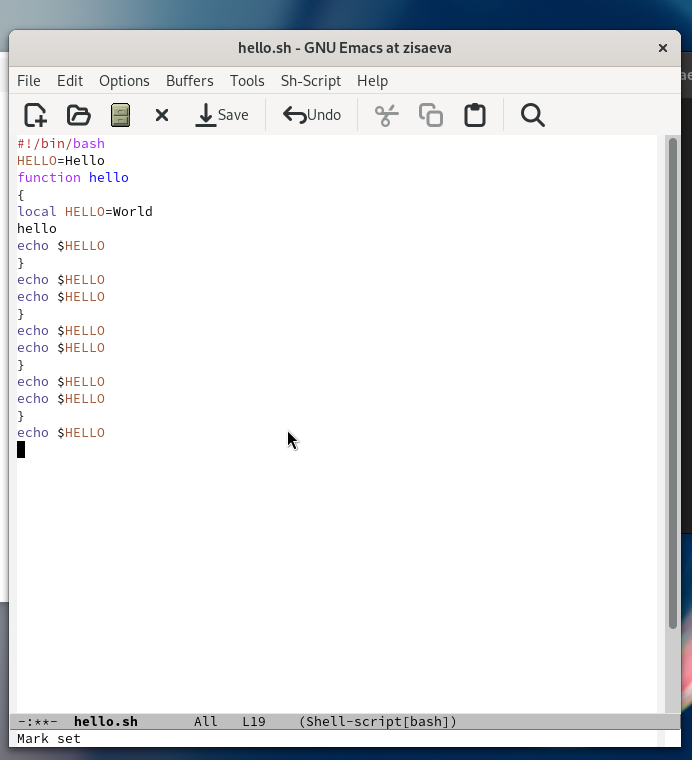 hello.sh - GNU Emacs at zisaeva
File Edit Options Buffers Tools Sh-Script Help
Save Undo
#!/bin/bash
HELLO=Hello
function hello
{
local HELLO=World
hello
echo $HELLO
}
echo $HELLO
echo $HELLO
}
echo $HELLO
echo $HELLO
}
echo $HELLO
echo $HELLO
}
echo $HELLO
-:**- hello.sh All L19 (Shell-script[bash])
Mark set